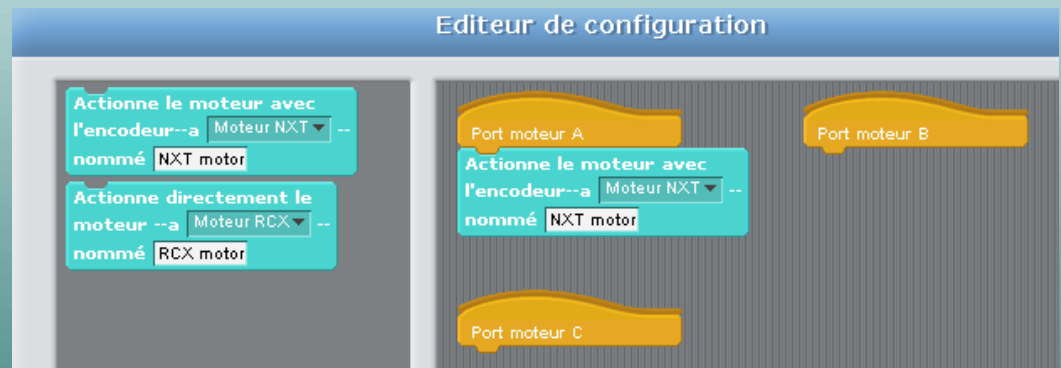 Editeur de configuration
Actionne le moteur avec
l'encodeur--a Moteur NXT --
nommé NXT motor
Actionne directement le
moteur --a Moteur RCX --
nommé RCX motor
Port moteur A
Actionne le moteur avec
l'encodeur--a Moteur NXT --
nommé NXT motor
Port moteur B
Port moteur C